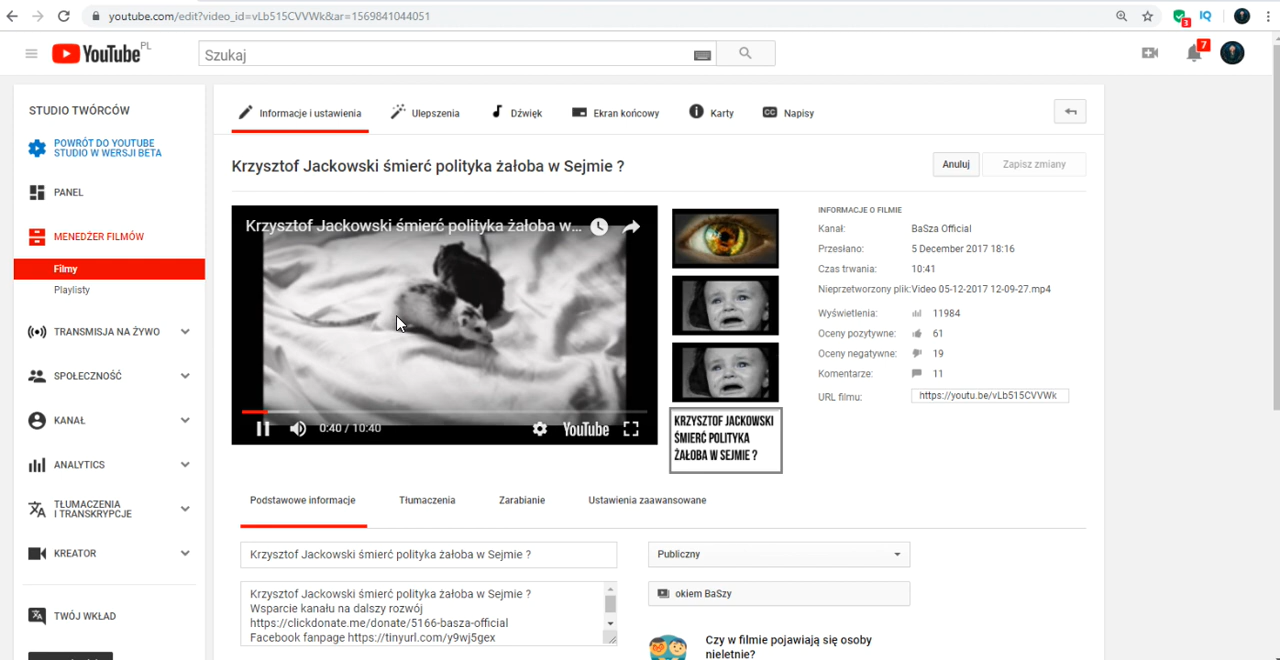 youtube.com/edit?video_id=vLb515CVVWk&ar=1569841044051
3
IQ
YouTube PL
Szukaj
7
STUDIO TWÓRCÓW
POWRÓT DO YOUTUBE
STUDIO W WERSJI BETA
PANEL
MENEDŻER FILMÓW
Filmy
Playlisty
TRANSMISJA NA ŻYWO
SPOŁECZNOŚĆ
KANAŁ
ANALYTICS
TŁUMACZENIA
I TRANSKRYPCJE
KREATOR
TWÓJ WKŁAD
Informacje i ustawienia
Ulepszenia
Dźwięk
Ekran końcowy
Karty
CC Napisy
Krzysztof Jackowski śmierć polityka żałoba w Sejmie ?
Anuluj
Zapisz zmiany
Krzysztof Jackowski śmierć polityka żałoba w...
0:40 / 10:40
YouTube
KRZYSZTOF JACKOWSKI
ŚMIERĆ POLITYKA
ŻAŁOBA W SEJMIE ?
INFORMACJE O FILMIE
Kanał: BaSza Official
Przesłano: 5 December 2017 18:16
Czas trwania: 10:41
Nieprzetworzony plik: Video 05-12-2017 12-09-27.mp4
Wyświetlenia: 11984
Oceny pozytywne: 61
Oceny negatywne: 19
Komentarze: 11
URL filmu: https://youtu.be/vLb515CVVWk
Podstawowe informacje
Tłumaczenia
Zarabianie
Ustawienia zaawansowane
Krzysztof Jackowski śmierć polityka żałoba w Sejmie ?
Krzysztof Jackowski śmierć polityka żałoba w Sejmie ?
Wsparcie kanału na dalszy rozwój
https://clickdonate.me/donate/5166-basza-official
Facebook fanpage https://tinyurl.com/y9wj5gex
Publiczny
okiem BaSzy
Czy w filmie pojawiają się osoby
nieletnie?